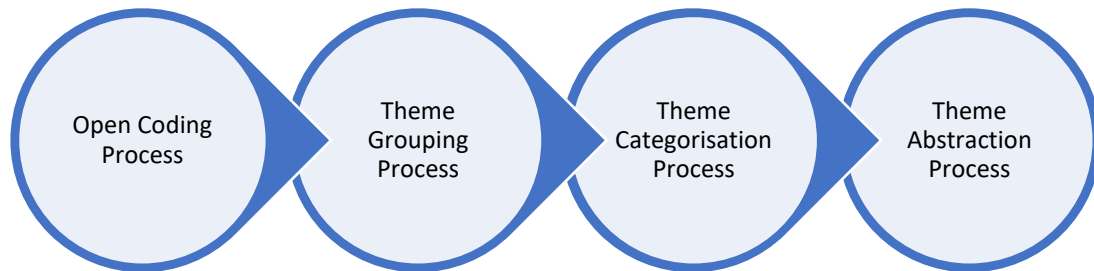 Open Coding
Process
Theme
Grouping
Process
Theme
Categorisation
Process
Theme
Abstraction
Process